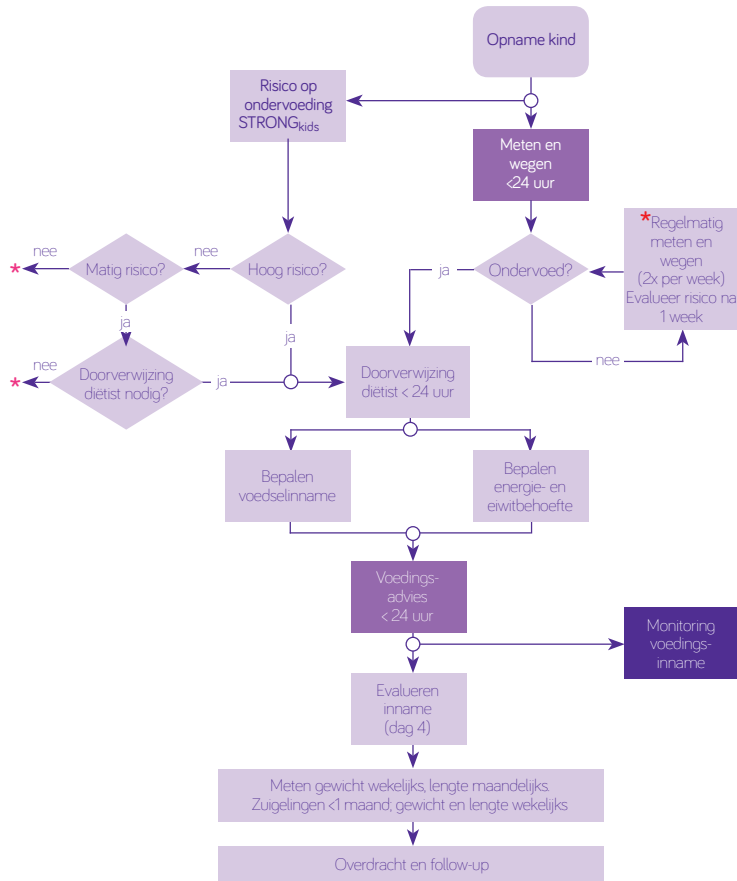 Opname kind
Risico op
ondervoeding
STRONGkids
Meten en
wegen
<24 uur
*Regelmatig
meten en
wegen
(2x per week)
Evalueer risico na
1 week
nee
*
Matig risico?
nee
Hoog risico?
ja
Ondervoed?
nee
ja
ja
nee
*
Doorverwijzing
diëtist nodig?
ja
Doorverwijzing
diëtist < 24 uur
Bepalen
voedselinname
Bepalen
energie- en
eiwitbehoefte
Voedings-
advies
< 24 uur
Monitoring
voedings-
inname
Evalueren
inname
(dag 4)
Meten gewicht wekelijks, lengte maandelijks.
Zuigelingen <1 maand; gewicht en lengte wekelijks
Overdracht en follow-up